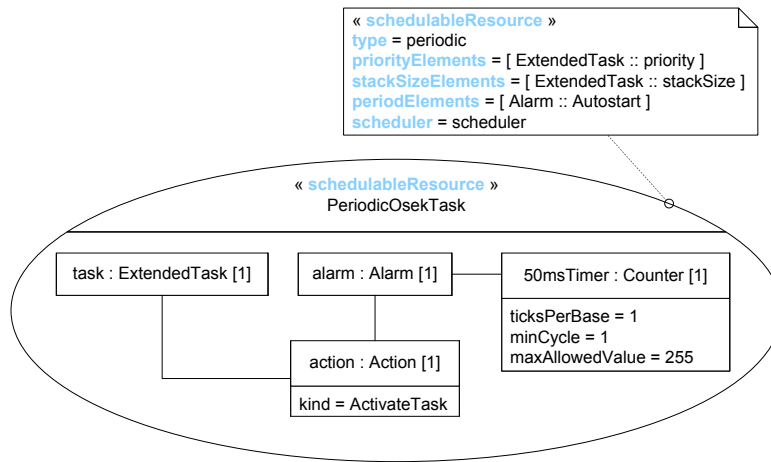 « schedulableResource »
type = periodic
priorityElements = [ ExtendedTask :: priority ]
stackSizeElements = [ ExtendedTask :: stackSize ]
periodElements = [ Alarm :: Autostart ]
scheduler = scheduler
« schedulableResource »
PeriodicOsekTask
task : ExtendedTask [1]
alarm : Alarm [1]
50msTimer : Counter [1]
ticksPerBase = 1
minCycle = 1
maxAllowedValue = 255
action : Action [1]
kind = ActivateTask